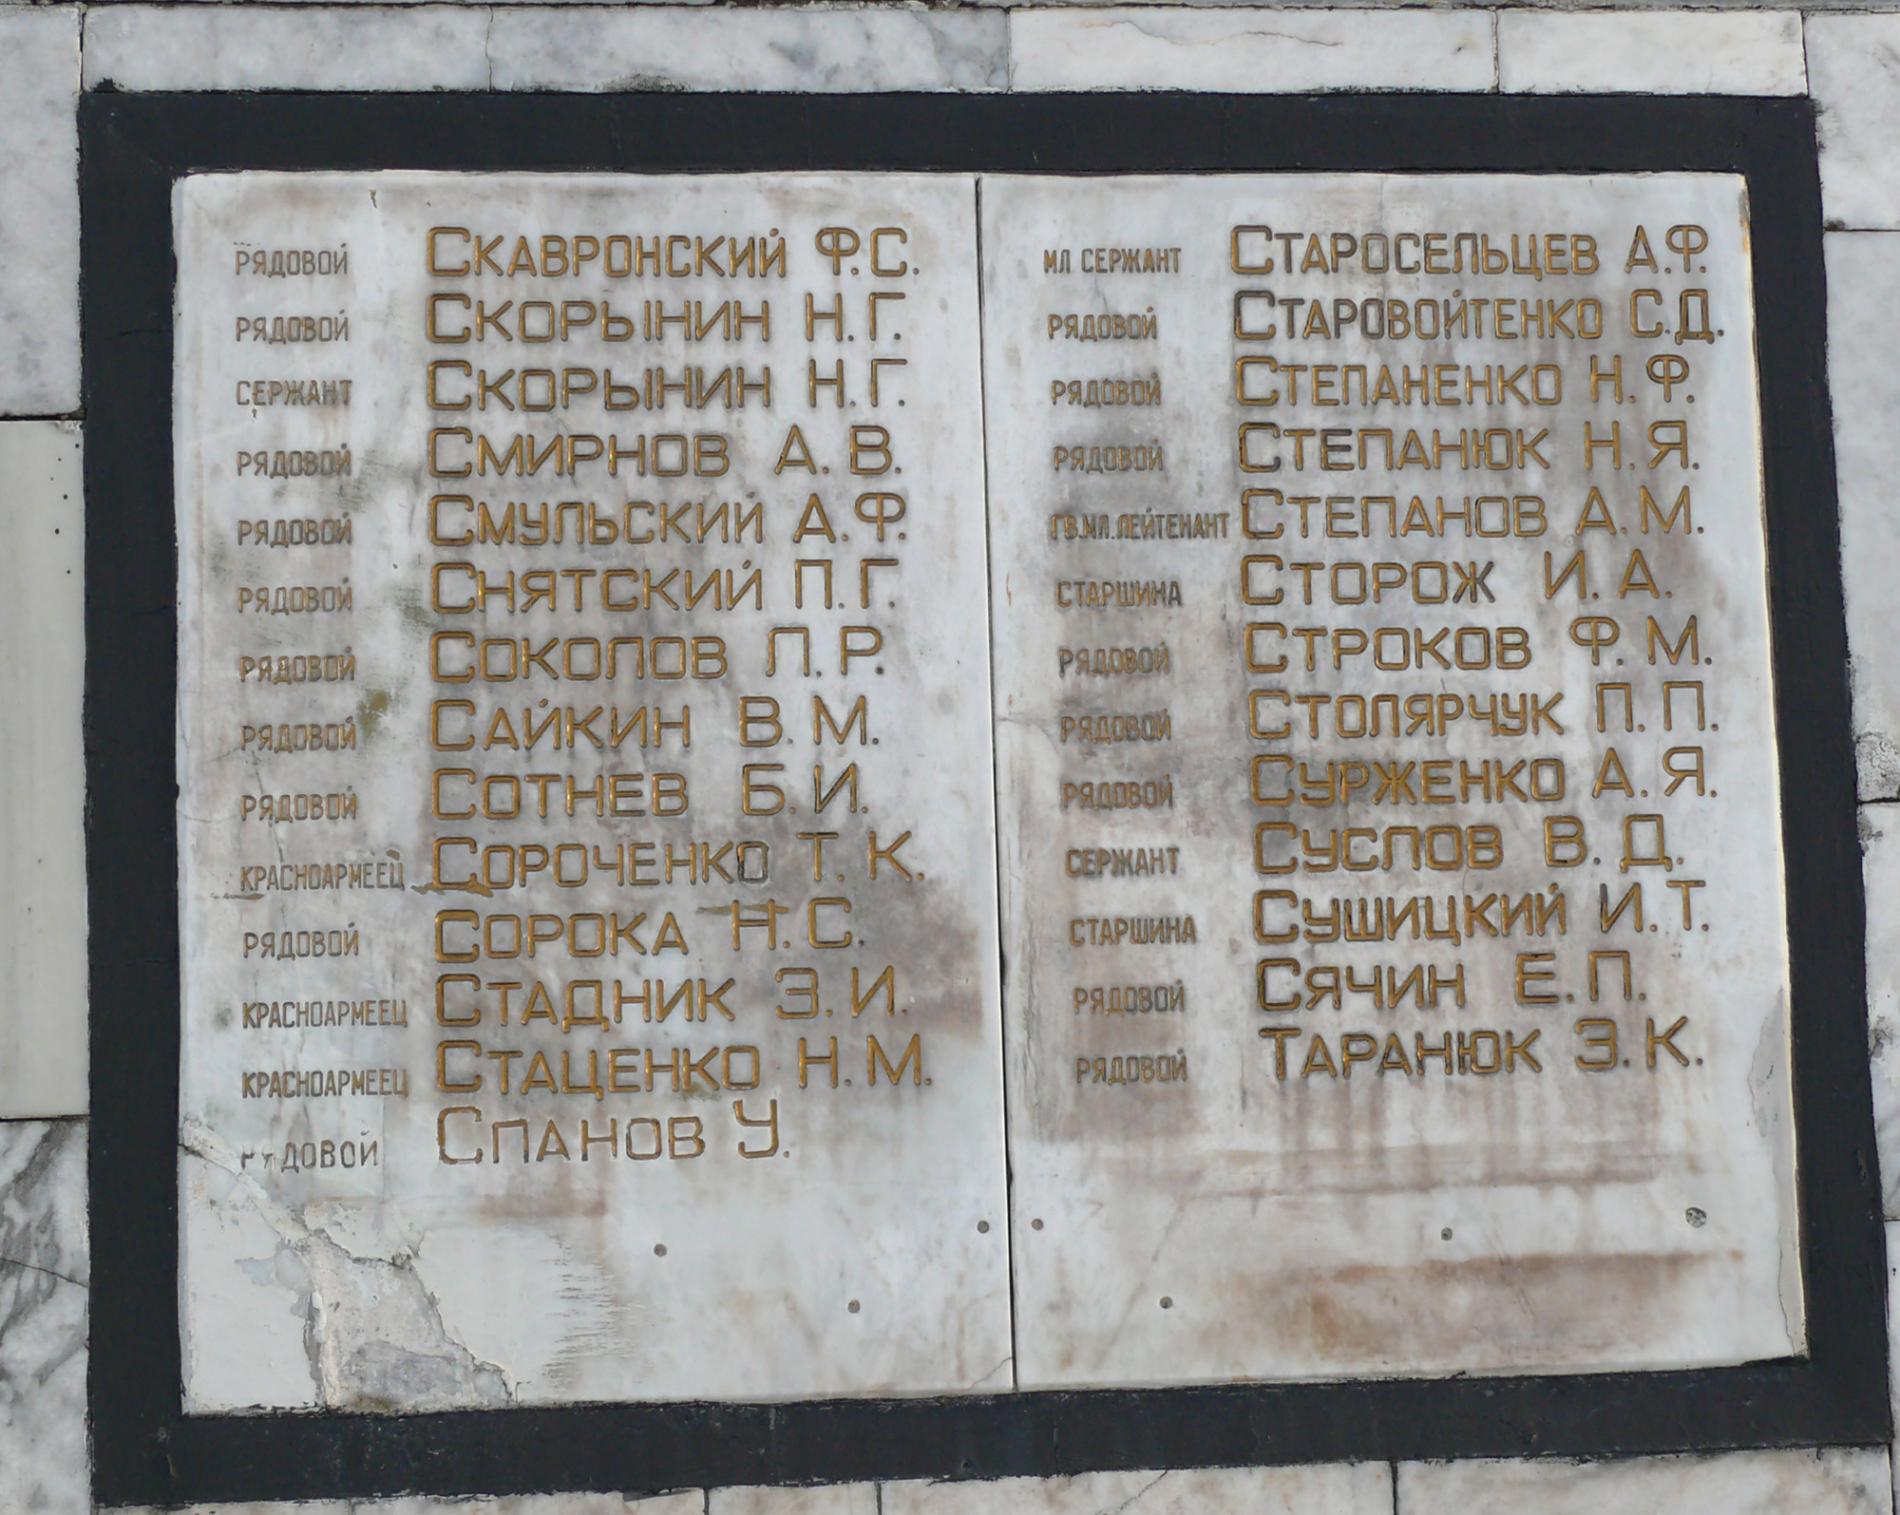 РЯДОВОЙ СКАВРОНСКИЙ Ф.С.
РЯДОВОЙ СКОРЫНИН Н.Г.
СЕРЖАНТ СКОРЫНИН Н.Г.
РЯДОВОЙ СМИРНОВ А.В.
РЯДОВОЙ СМУЛЬСКИЙ А.Ф.
РЯДОВОЙ СНЯТСКИЙ П.Г.
РЯДОВОЙ СОКОЛОВ Л.Р.
РЯДОВОЙ САЙКИН В.М.
РЯДОВОЙ СОТНЕВ Б.И.
КРАСНОАРМЕЕЦ СОРОЧЕНКО Т.К.
РЯДОВОЙ СОРОКА Н.С.
КРАСНОАРМЕЕЦ СТАДНИК З.И.
КРАСНОАРМЕЕЦ СТАЦЕНКО Н.М.
РЯДОВОЙ СПАНОВ У.
МЛ СЕРЖАНТ СТАРОСЕЛЬЦЕВ А.Ф.
РЯДОВОЙ СТАРОВОЙТЕНКО С.Д.
РЯДОВОЙ СТЕПАНЕНКО Н.Ф.
РЯДОВОЙ СТЕПАНЮК Н.Я.
ГВ.МЛ.ЛЕЙТЕНАНТ СТЕПАНОВ А.М.
СТАРШИНА СТОРОЖ И.А.
РЯДОВОЙ СТРОКОВ Ф.М.
РЯДОВОЙ СТОЛЯРЧУК П.П.
РЯДОВОЙ СУРЖЕНКО А.Я.
СЕРЖАНТ СУСЛОВ В.Д.
СТАРШИНА СУШИЦКИЙ И.Т.
РЯДОВОЙ СЯЧИН Е.П.
РЯДОВОЙ ТАРАНЮК З.К.